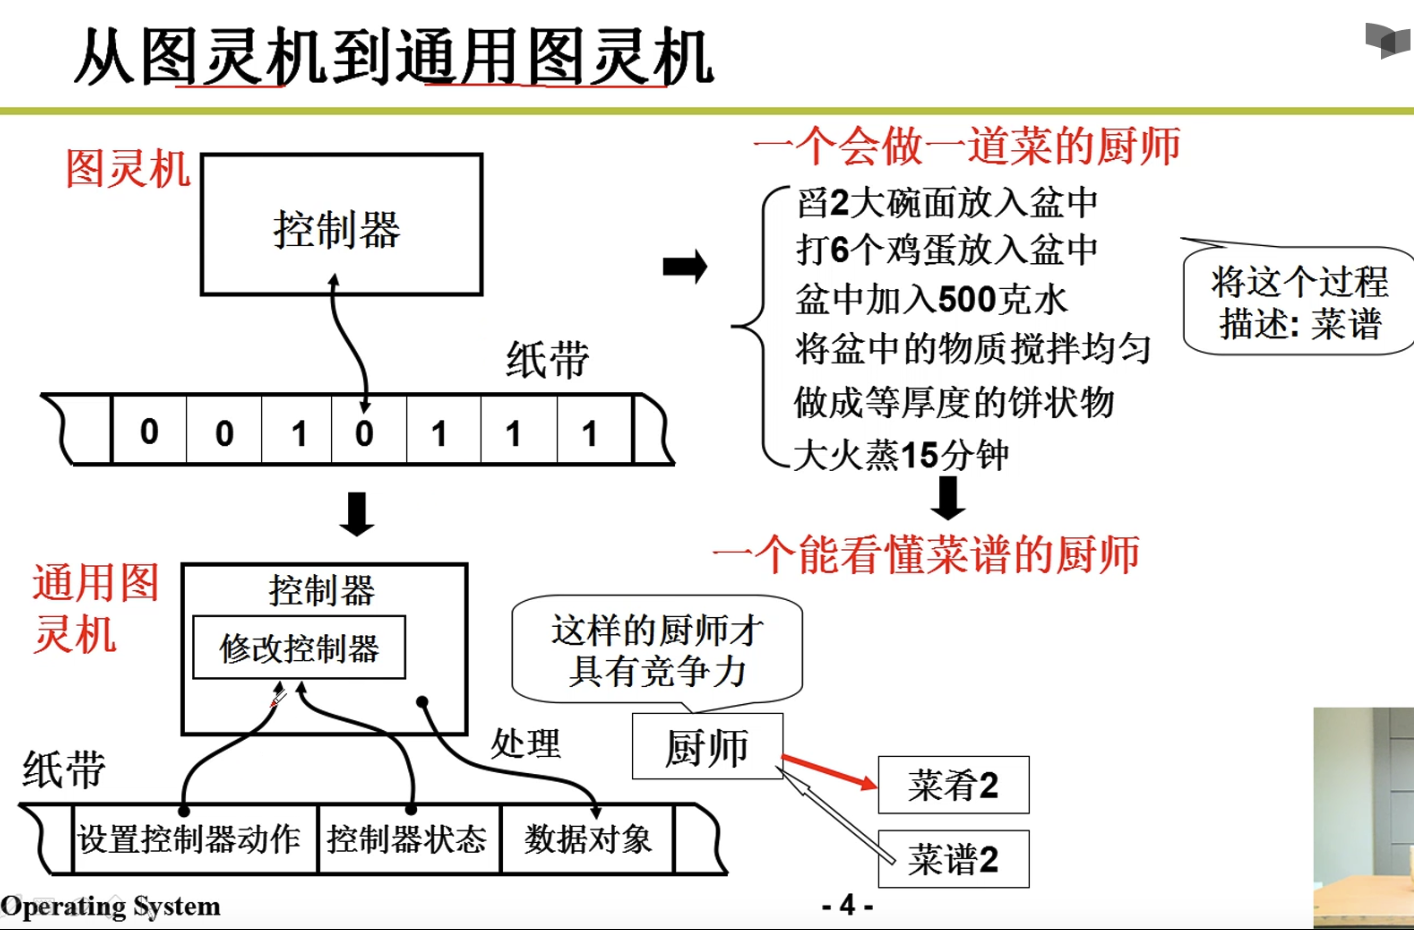 从图灵机到通用图灵机
图灵机
控制器
纸带
0 0 1 0 1 1 1
一个会做一道菜的厨师
舀2大碗面放入盆中
打6个鸡蛋放入盆中
盆中加入500克水
将盆中的物质搅拌均匀
做成等厚度的饼状物
大火蒸15分钟
将这个过程
描述: 菜谱
一个能看懂菜谱的厨师
通用图
灵机
控制器
修改控制器
纸带
处理
设置控制器动作 控制器状态 数据对象
这样的厨师才
具有竞争力
厨师
菜肴2
菜谱2
Operating System
- 4 -